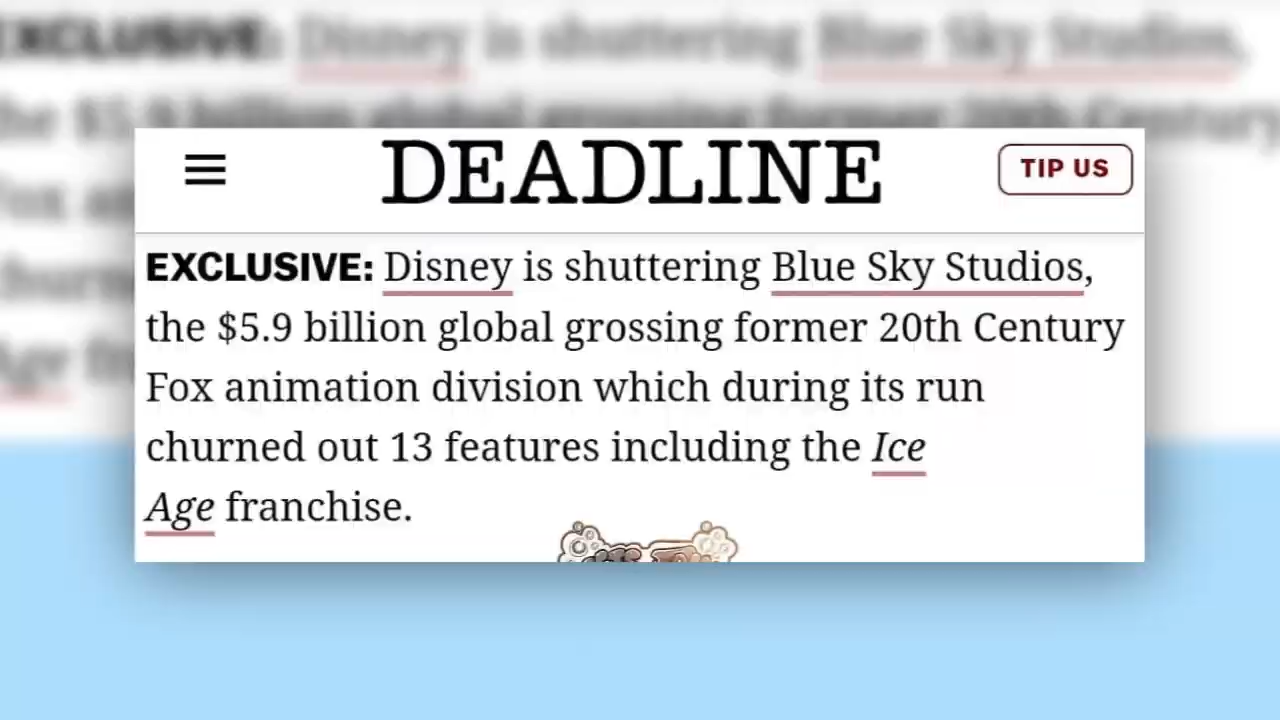 DEADLINE
TIP US
EXCLUSIVE: Disney is shuttering Blue Sky Studios,
the $5.9 billion global grossing former 20th Century
Fox animation division which during its run
churned out 13 features including the Ice
Age franchise.